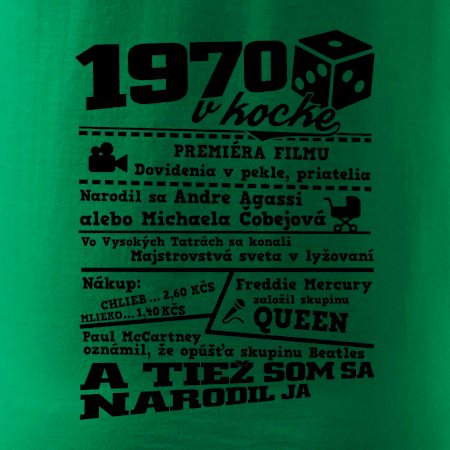 1970
v kocke
PREMIÉRA FILMU
Dovidenia v pekle, priatelia
Narodil sa Andre Agassi
alebo Michaela Čobejová
Vo Vysokých Tatrách sa konali
Majstrovstvá sveta v lyžovaní
Nákup:
CHLIEB... 2,60 KČS
MLIEKO... 1,40 KČS
Freddie Mercury
založil skupinu
QUEEN
Paul McCartney
oznámil, že opúšťa skupinu Beatles
A TIEŽ SOM SA
NARODIL JA